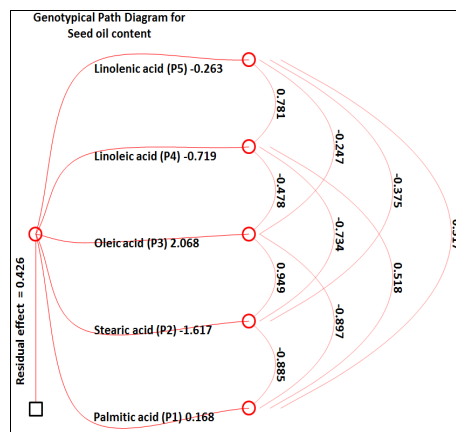 Genotypical Path Diagram for
Seed oil content
Linolenic acid (P5) -0.263
0.781
Linoleic acid (P4) -0.719
-0.247
-0.375
-0.478
Oleic acid (P3) 2.068
-0.734
0.518
0.949
Stearic acid (P2) -1.617
-0.897
-0.885
Palmitic acid (P1) 0.168
Residual effect = 0.426